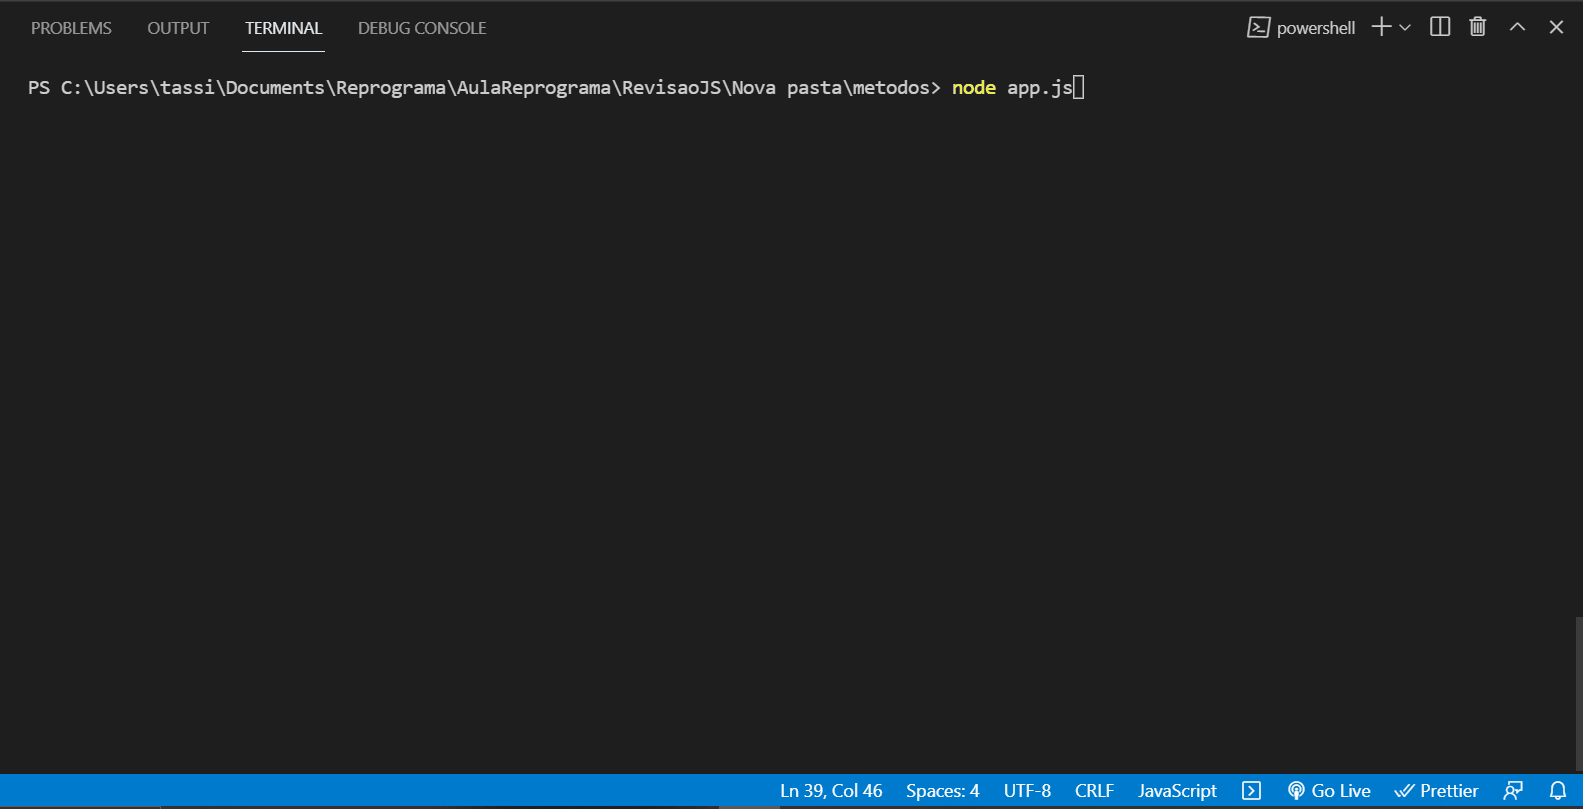 PROBLEMS OUTPUT TERMINAL DEBUG CONSOLE powershell
PS C:\Users\tassi\Documents\Reprograma\AulaReprograma\RevisaoJS\Nova pasta\metodos> node app.js
Ln 39, Col 46 Spaces: 4 UTF-8 CRLF JavaScript Go Live Prettier